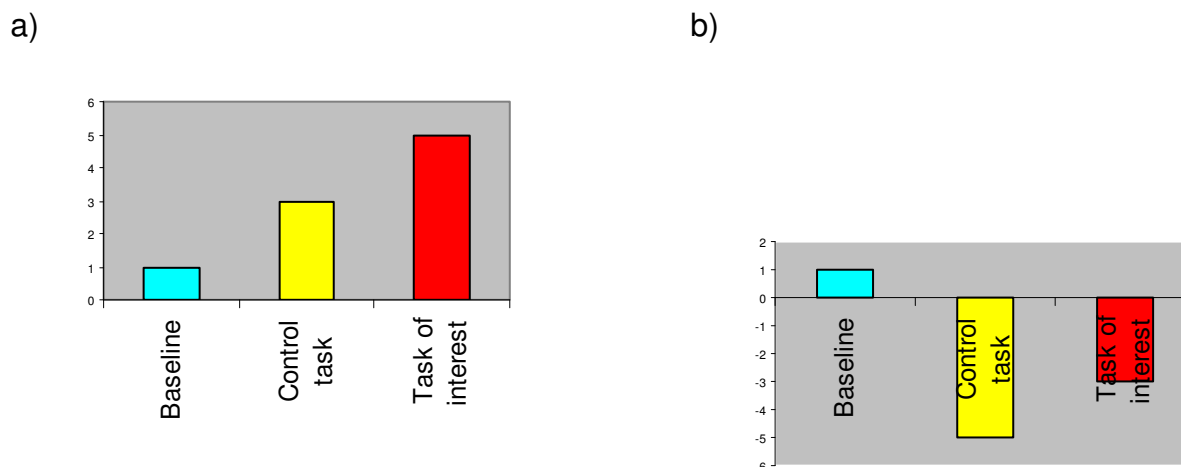 a)
6
5
4
3
2
1
0
Baseline
Control
task
Task of
interest
b)
2
1
0
-1
-2
-3
-4
-5
-6
Baseline
Control
task
Task of
interest